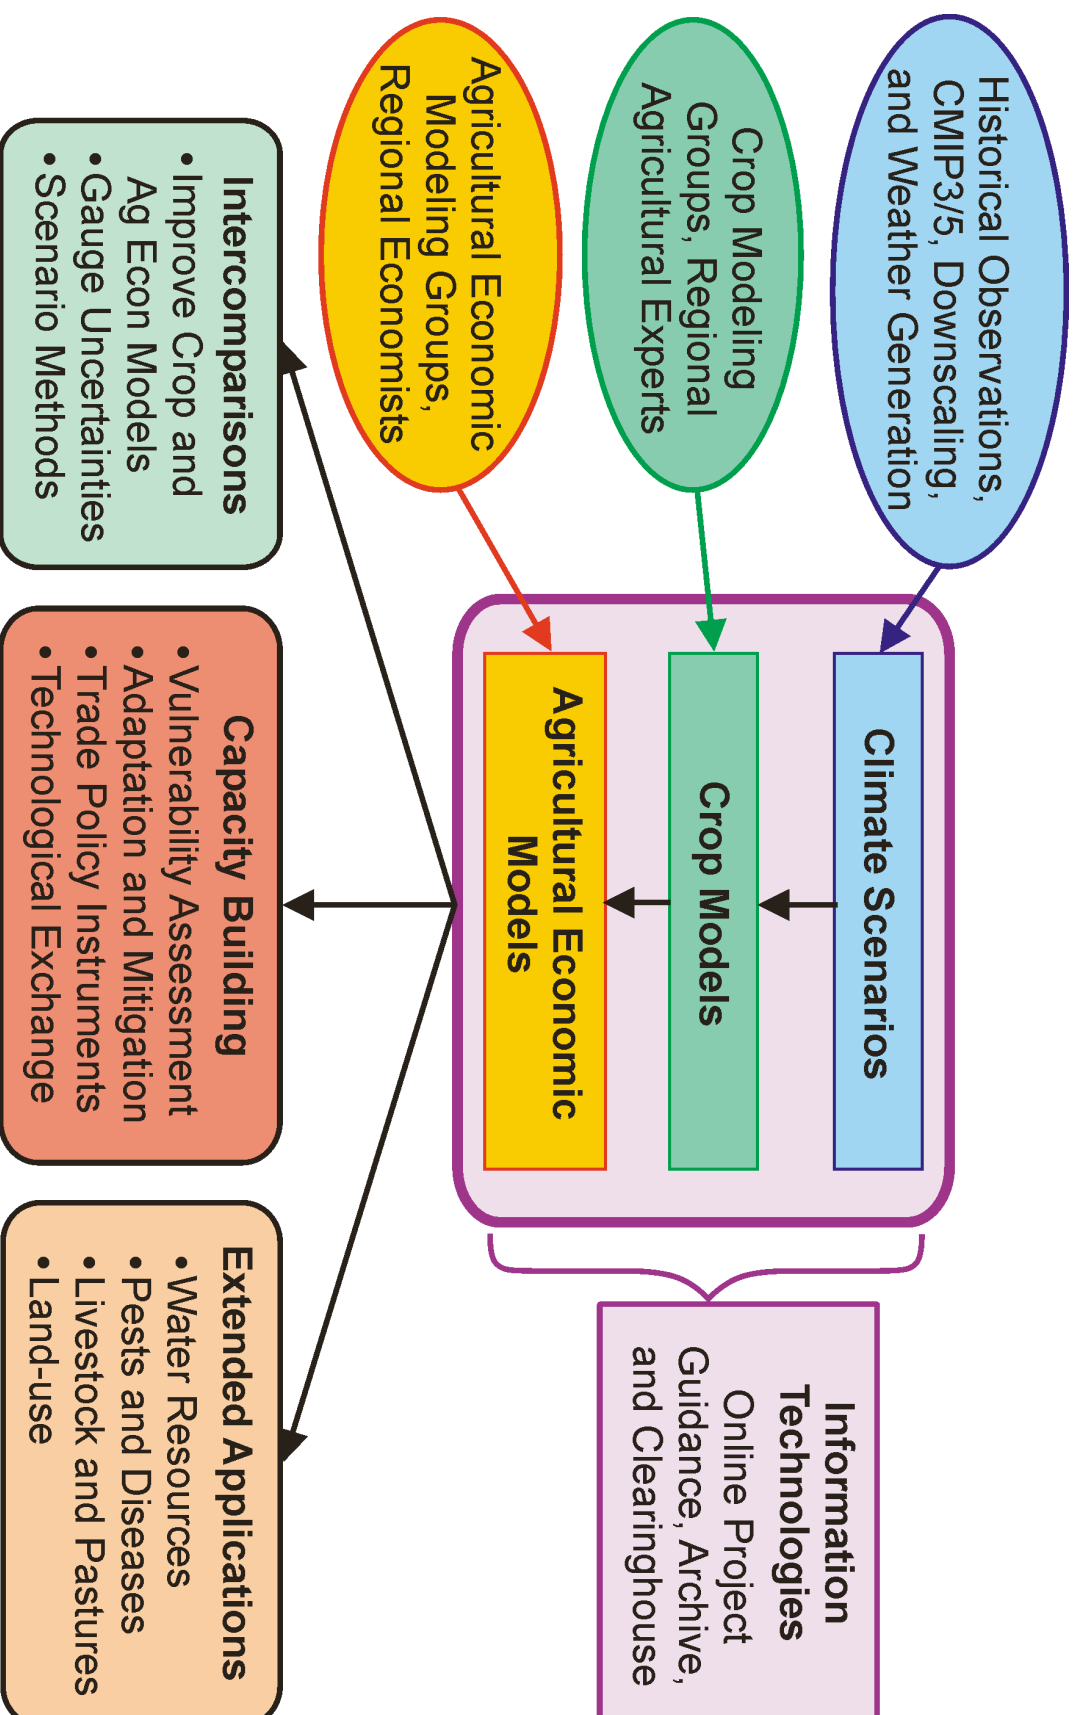 Historical Observations,
CMIP3/5, Downscaling,
and Weather Generation
Crop Modeling
Groups, Regional
Agricultural Experts
Agricultural Economic
Modeling Groups,
Regional Economists
Climate Scenarios
Crop Models
Agricultural Economic
Models
Information
Technologies
Online Project
Guidance, Archive,
and Clearinghouse
Intercomparisons
• Improve Crop and
Ag Econ Models
• Gauge Uncertainties
• Scenario Methods
Capacity Building
• Vulnerability Assessment
• Adaptation and Mitigation
• Trade Policy Instruments
• Technological Exchange
Extended Applications
• Water Resources
• Pests and Diseases
• Livestock and Pastures
• Land-use